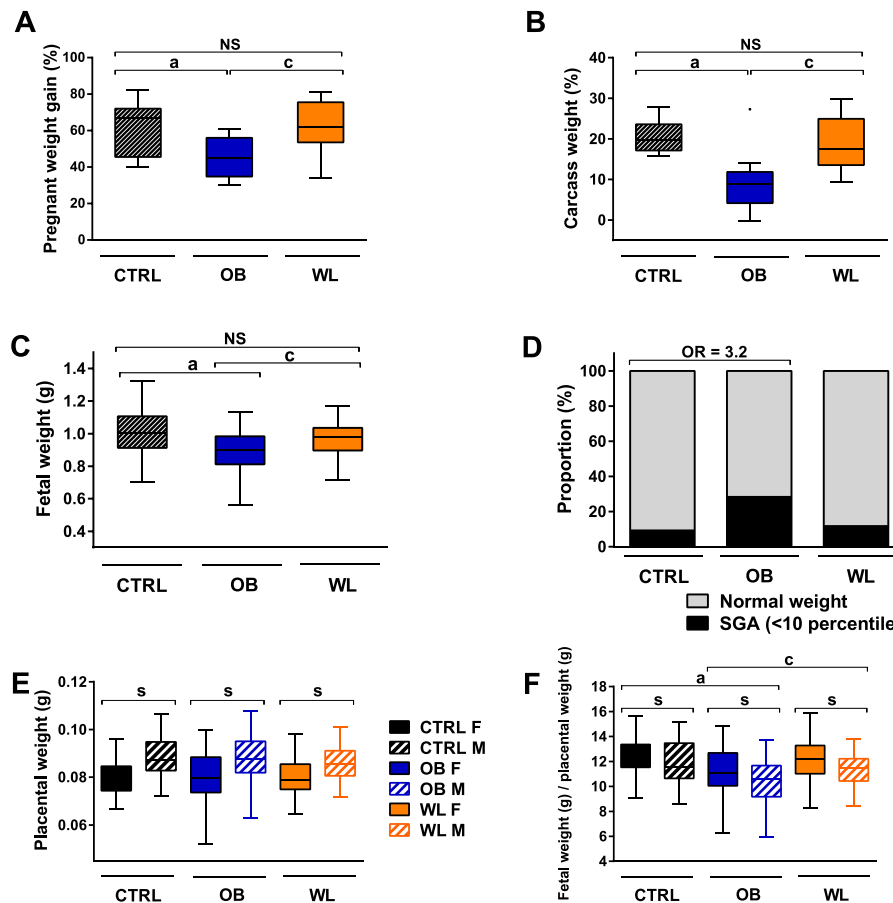 A
NS
a
c
Pregnant weight gain (%)
100
80
60
40
20
0
CTRL
OB
WL
B
NS
a
c
Carcass weight (%)
40
30
20
10
0
CTRL
OB
WL
C
NS
a
c
Fetal weight (g)
1.4
1.2
1.0
0.8
0.6
0.4
CTRL
OB
WL
D
OR = 3.2
Proportion (%)
100
80
60
40
20
0
CTRL
OB
WL
Normal weight
SGA (<10 percentile
E
s
s
s
Placental weight (g)
0.12
0.10
0.08
0.06
CTRL
OB
WL
CTRL F
CTRL M
OB F
OB M
WL F
WL M
F
c
a
s
s
s
Fetal weight (g) / placental weight (g)
18
16
14
12
10
8
6
4
CTRL
OB
WL